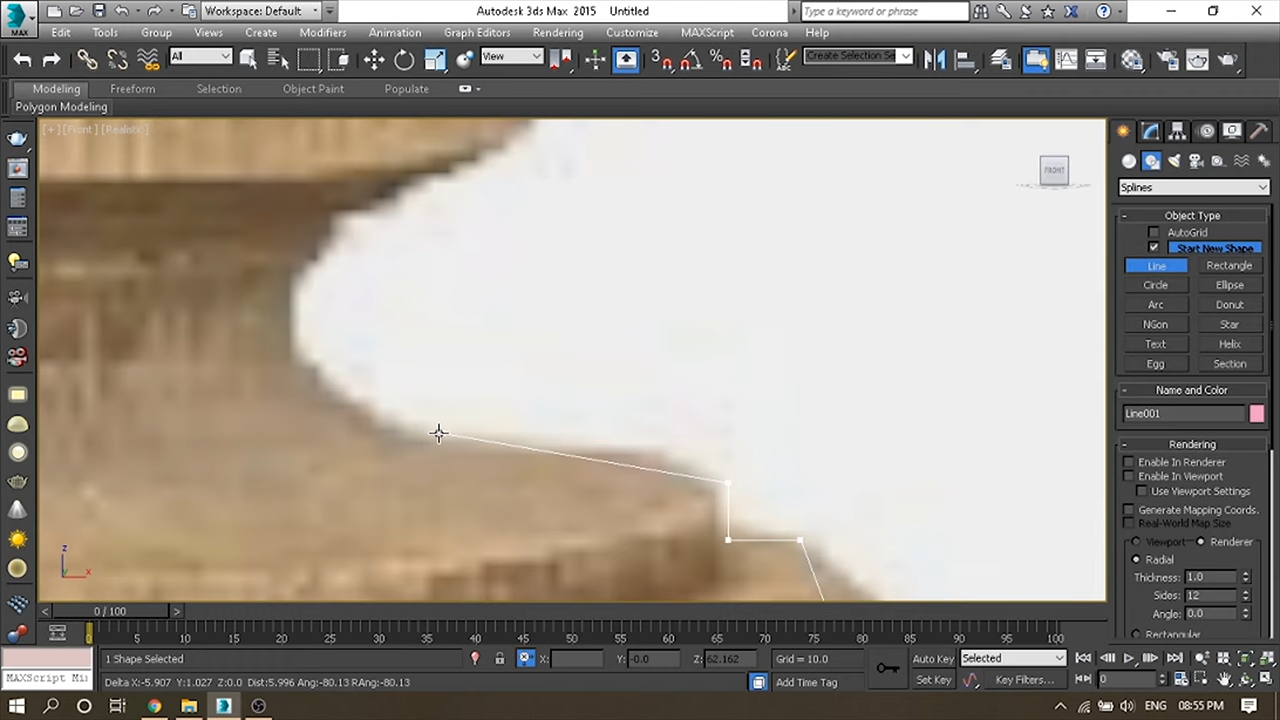 Workspace: Default
Autodesk 3ds Max 2015 Untitled
Type a keyword or phrase
MAX
Edit Tools Group Views Create Modifiers Animation Graph Editors Rendering Customize MAXScript Corona Help
All
View
Create Selection Se
Modeling Freeform Selection Object Paint Populate
Polygon Modeling
[+] [Front] [Realistic]
FRONT
Splines
- Object Type
AutoGrid
Start New Shape
Line Rectangle
Circle Ellipse
Arc Donut
NGon Star
Text Helix
Egg Section
- Name and Color
Line001
- Rendering
Enable In Renderer
Enable In Viewport
Use Viewport Settings
Generate Mapping Coords.
Real-World Map Size
Viewport Renderer
Radial
Thickness: 1.0
Sides: 12
Angle: 0.0
Rectangular
z
x
< 0 / 100 >
0 5 10 15 20 25 30 35 40 45 50 55 60 65 70 75 80 85 90 95 100
1 Shape Selected
X: Y: -0.0 Z: 62.162 Grid = 10.0
Auto Key Selected
MAXScript Mi
Delta X:-5.907 Y:1.027 Z:0.0 Dist:5.996 Ang:-80.13 RAng:-80.13
Add Time Tag
Set Key Key Filters... 0
ENG 08:55 PM